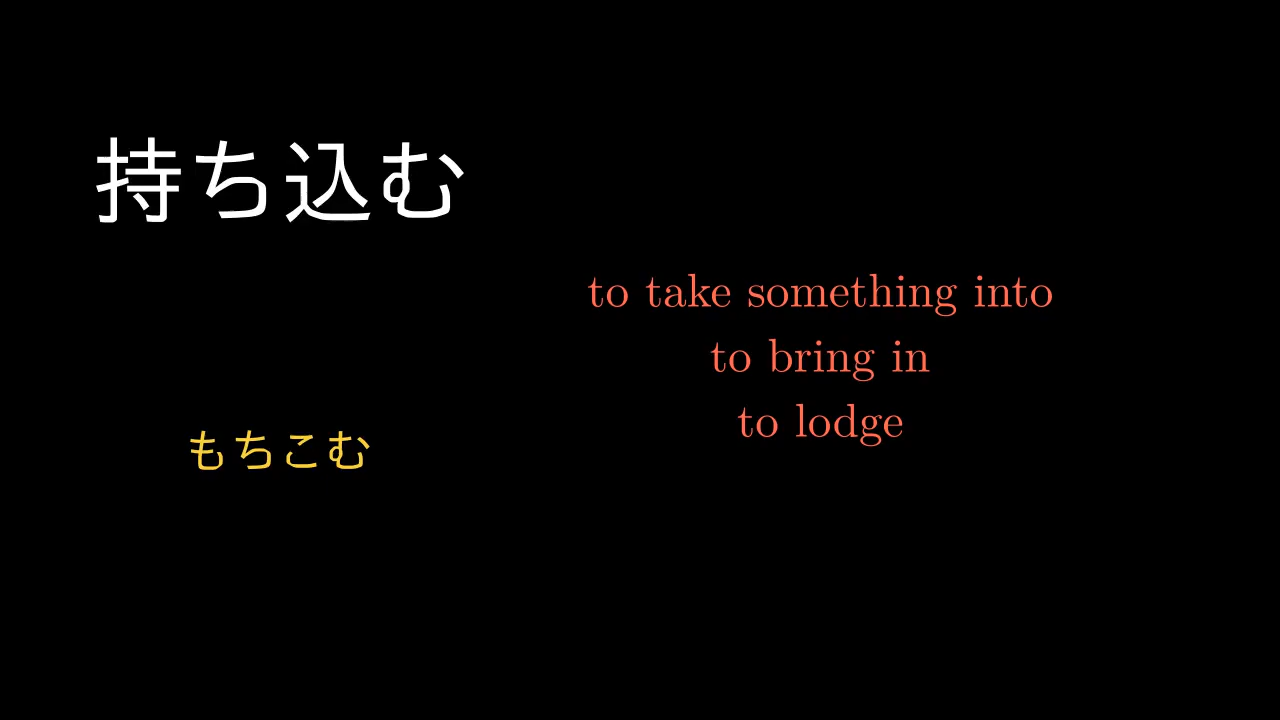 持ち込む
もちこむ
to take something into
to bring in
to lodge